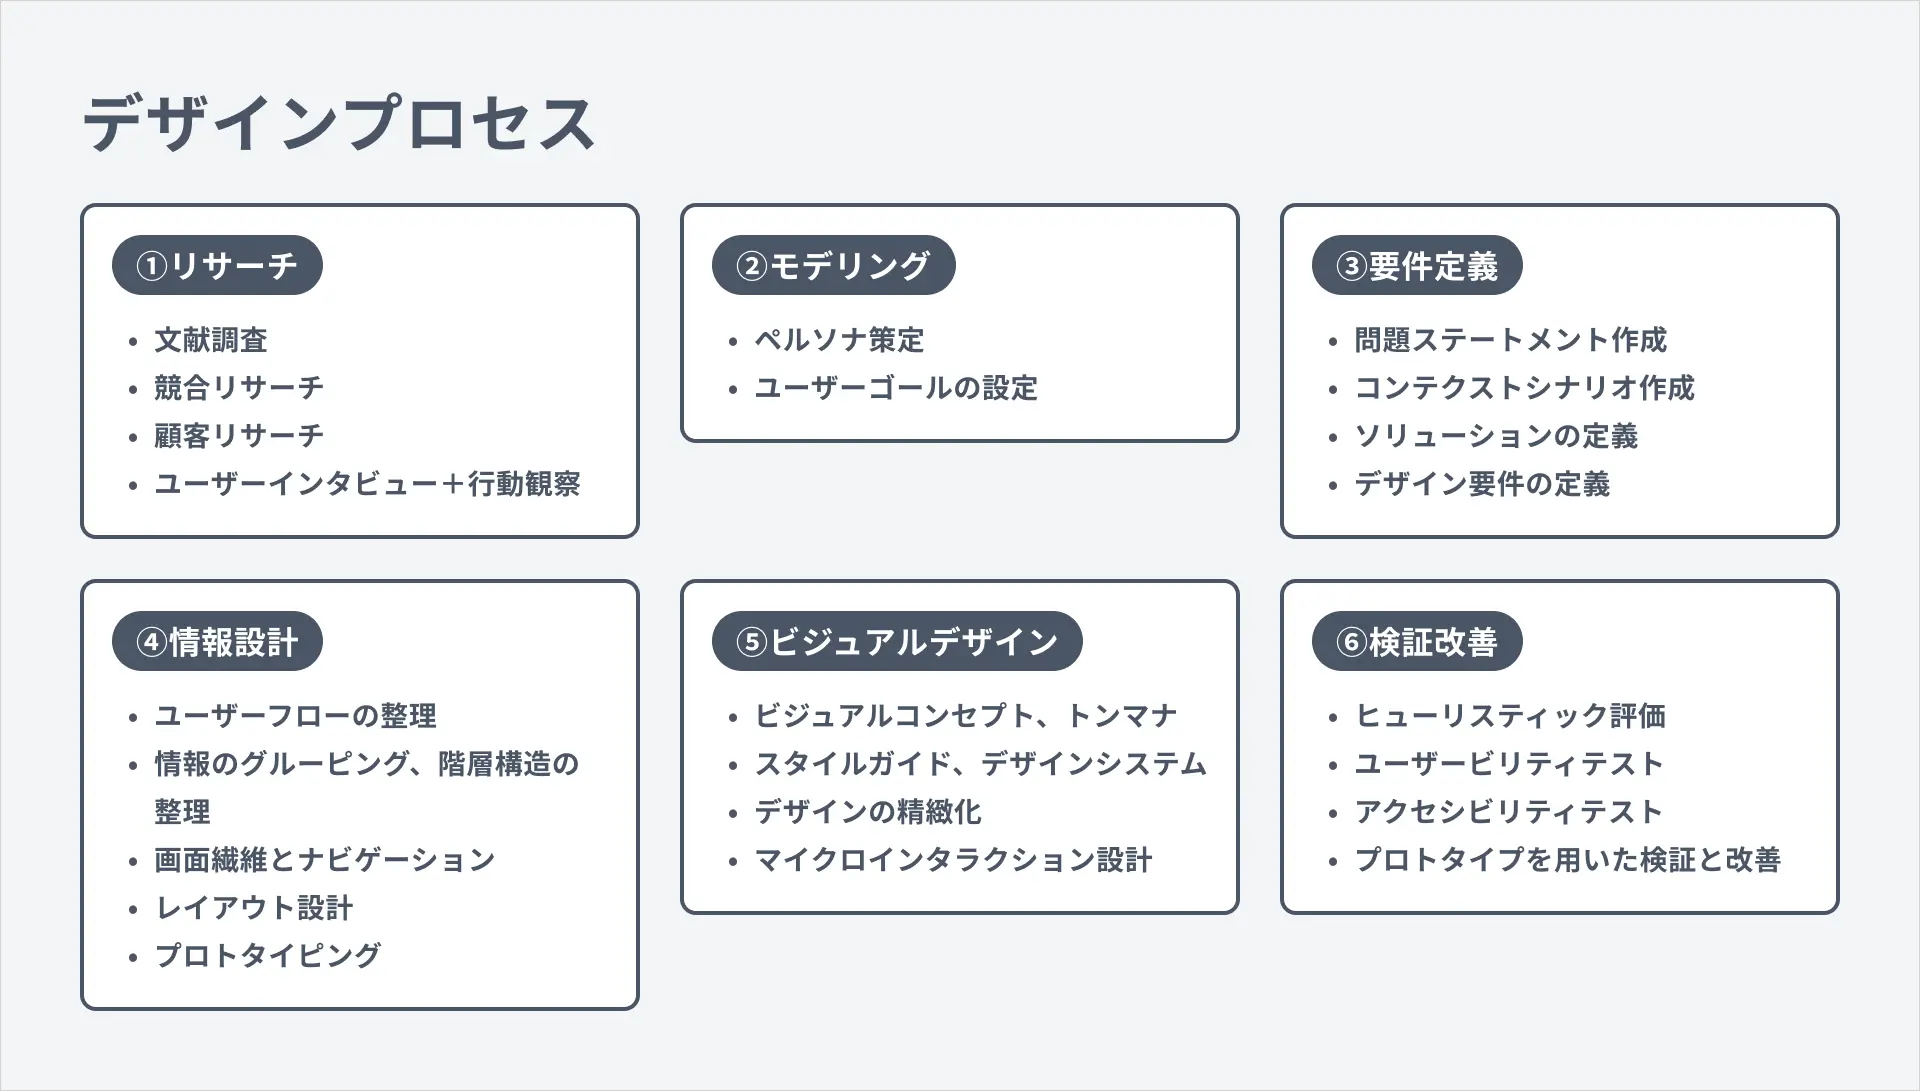 デザインプロセス
①リサーチ
• 文献調査
• 競合リサーチ
• 顧客リサーチ
• ユーザーインタビュー＋行動観察
②モデリング
• ペルソナ策定
• ユーザーゴールの設定
③要件定義
• 問題ステートメント作成
• コンテクストシナリオ作成
• ソリューションの定義
• デザイン要件の定義
④情報設計
• ユーザーフローの整理
• 情報のグルーピング、階層構造の
整理
• 画面繊維とナビゲーション
• レイアウト設計
• プロトタイピング
⑤ビジュアルデザイン
• ビジュアルコンセプト、トンマナ
• スタイルガイド、デザインシステム
• デザインの精緻化
• マイクロインタラクション設計
⑥検証改善
• ヒューリスティック評価
• ユーザービリティテスト
• アクセシビリティテスト
• プロトタイプを用いた検証と改善